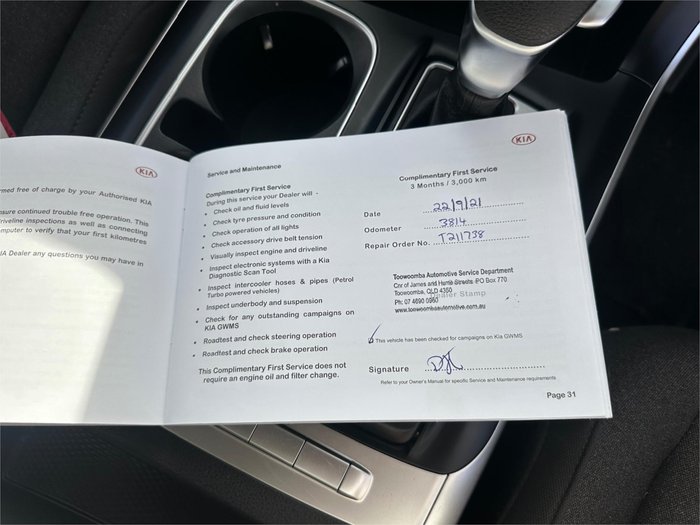 KIA
med free of charge by your Authorised KIA
sure continued trouble free operation. This
riveline inspections as well as connecting
mputer to verify that your first kilometres
IA Dealer any questions you may have in
Service and Maintenance
Complimentary First Service
During this service your Dealer will -
• Check oil and fluid levels
• Check tyre pressure and condition
• Check operation of all lights
• Check accessory drive belt tension
• Visually inspect engine and driveline
• Inspect electronic systems with a Kia
Diagnostic Scan Tool
• Inspect intercooler hoses & pipes (Petrol
Turbo powered vehicles)
• Inspect underbody and suspension
• Check for any outstanding campaigns on
KIA GWMS
• Roadtest and check steering operation
• Roadtest and check brake operation
This Complimentary First Service does not
require an engine oil and filter change.
KIA
Complimentary First Service
3 Months / 3,000 km
Date 22/9/21
Odometer 3814
Repair Order No. T211738
Toowoomba Automotive Service Department
Cnr of James and Hume Streets PO Box 770
Toowoomba, QLD 4350
Dealer Stamp
Ph: 07 4690
www.toowoombaautomotive.com.au
This vehicle has been checked for campaigns on Kia GWMS
Signature
Refer to your Owner's Manual for specific Service and Maintenance requirements
Page 31